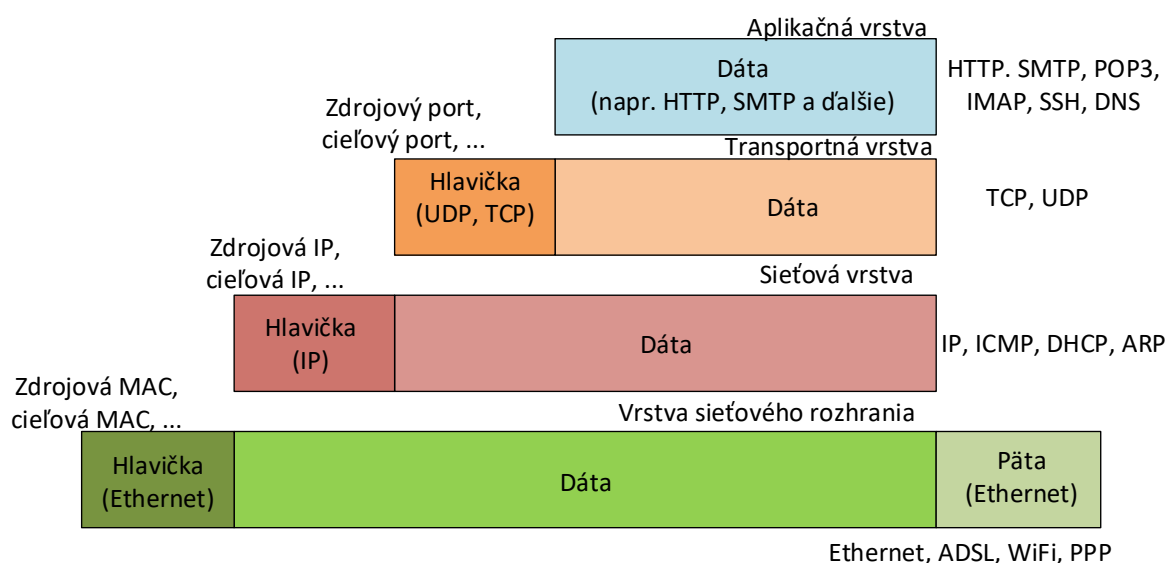 Aplikačná vrstva
Dáta
(napr. HTTP, SMTP a ďalšie)
HTTP. SMTP, POP3,
IMAP, SSH, DNS
Zdrojový port,
cieľový port, ...
Transportná vrstva
Hlavička
(UDP, TCP)
Dáta
TCP, UDP
Zdrojová IP,
cieľová IP, ...
Sieťová vrstva
Hlavička
(IP)
Dáta
IP, ICMP, DHCP, ARP
Zdrojová MAC,
cieľová MAC, ...
Vrstva sieťového rozhrania
Hlavička
(Ethernet)
Dáta
Päta
(Ethernet)
Ethernet, ADSL, WiFi, PPP